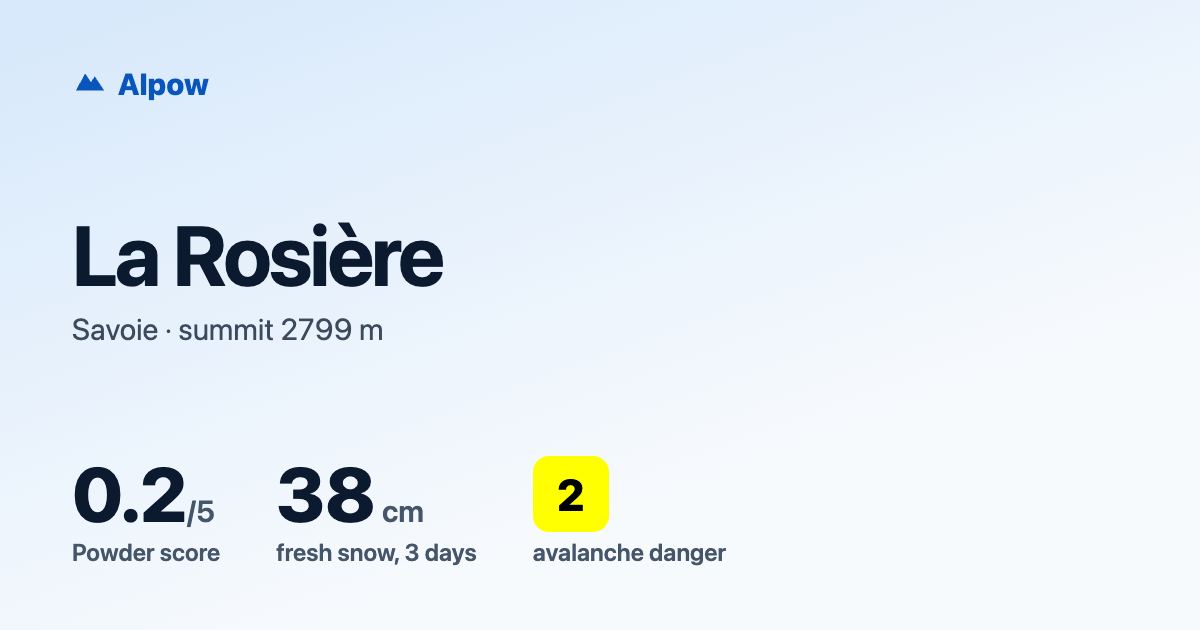 Alpow
La Rosière
Savoie · summit 2799 m
0.2/5
Powder score
38 cm
fresh snow, 3 days
2
avalanche danger